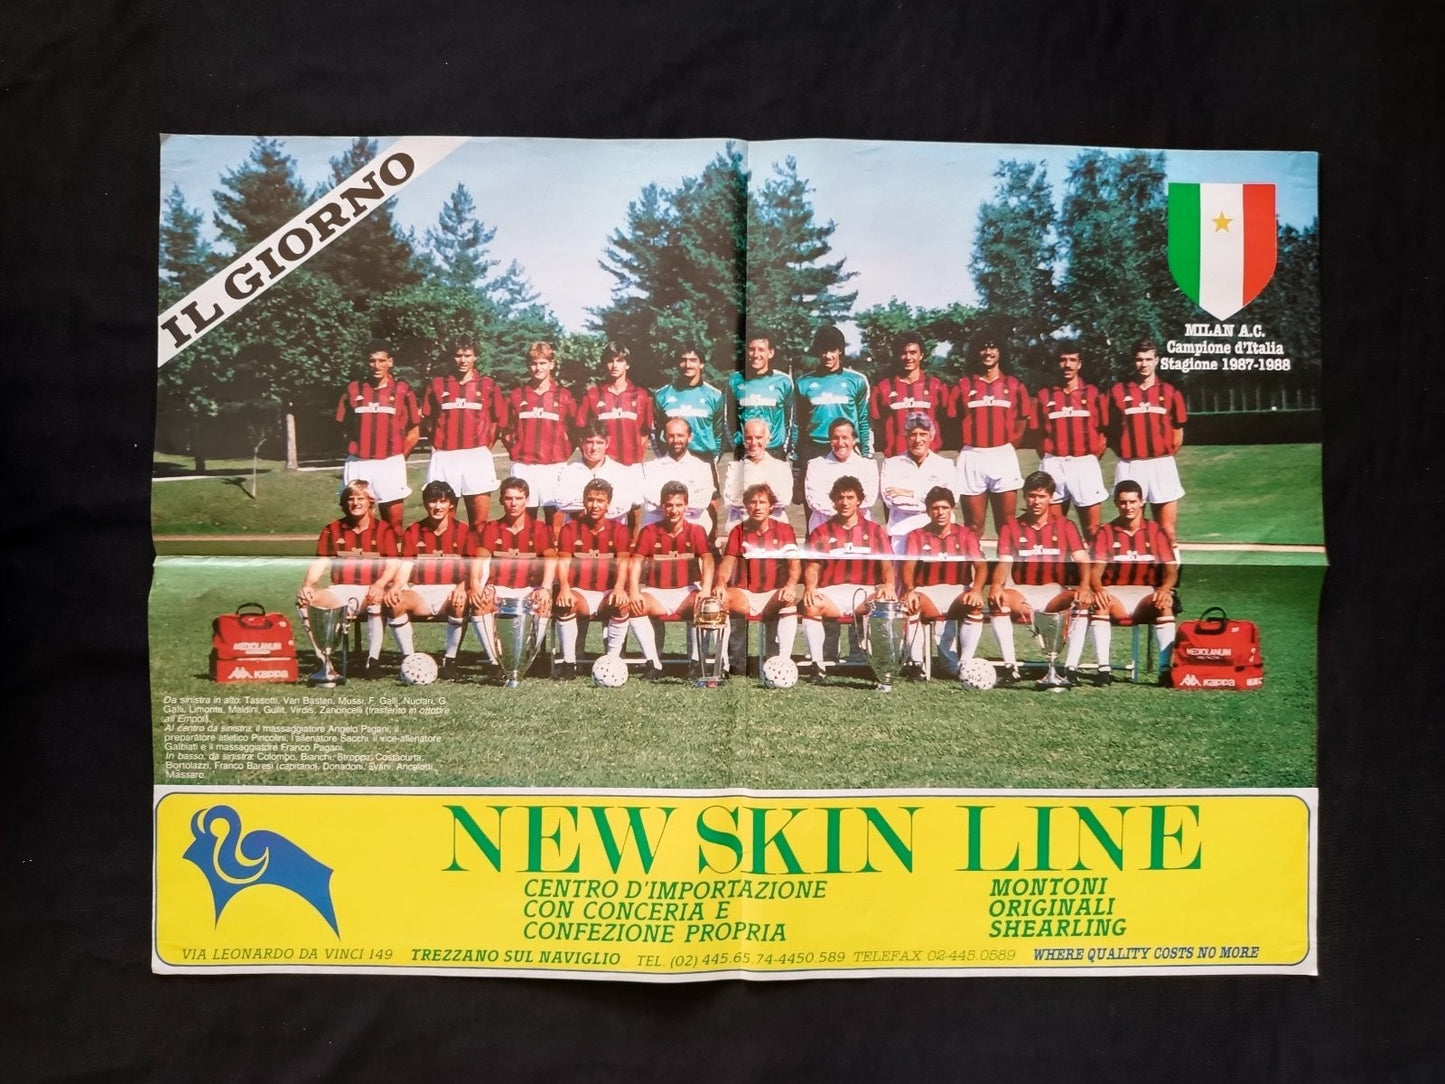 IL GIORNO
MILAN A.C.
Campione d'Italia
Stagione 1987-1988
MEDIOLANUM
Kappa
MEDIOLANUM
Kappa
Da sinistra in alto: Tassotti, Van Basten, Mussi, F. Galli, Nuciari, G.
Galli, Limonta, Maldini, Gullit, Virdis, Zanoncelli (trasferito in ottobre
all'Empoli).
Al centro da sinistra: il massaggiatore Angelo Pagani, il
preparatore atletico Pincolini, l'allenatore Sacchi, il vice-allenatore
Galbiati e il massaggiatore Franco Pagani.
In basso, da sinistra: Colombo, Bianchi, Stroppa, Costacurta,
Bortolazzi, Franco Baresi (capitano), Donadoni, Evani, Ancelotti,
Massaro.
NEW SKIN LINE
CENTRO D'IMPORTAZIONE
CON CONCERIA E
CONFEZIONE PROPRIA
MONTONI
ORIGINALI
SHEARLING
VIA LEONARDO DA VINCI 149 TREZZANO SUL NAVIGLIO TEL. (02) 445.65.74-4450.589 TELEFAX 02-445.0589 WHERE QUALITY COSTS NO MORE